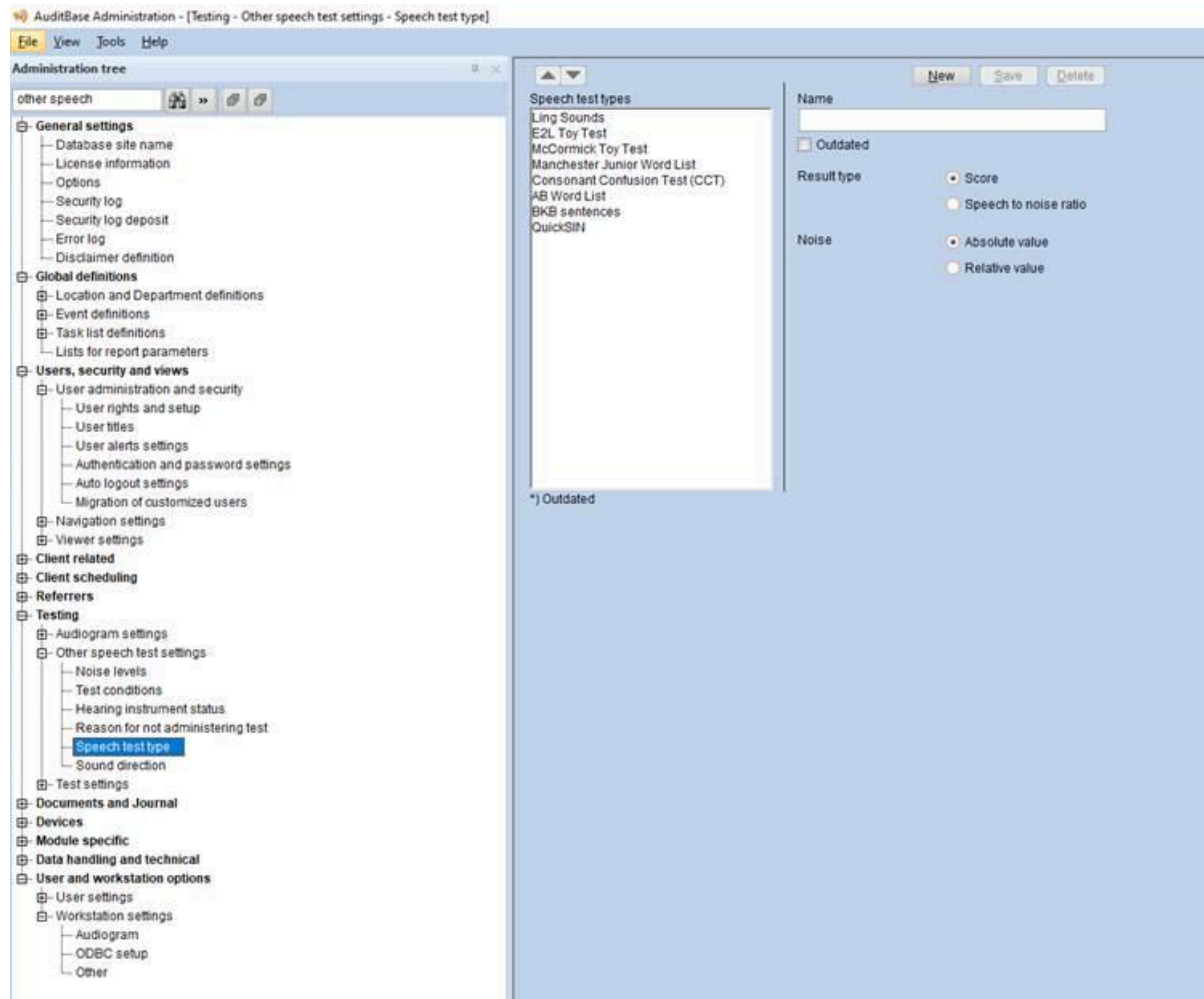 AuditBase Administration - [Testing - Other speech test settings - Speech test type]
File View Tools Help
Administration tree
other speech
General settings
Database site name
License information
Options
Security log
Security log deposit
Error log
Disclaimer definition
Global definitions
Location and Department definitions
Event definitions
Task list definitions
Lists for report parameters
Users, security and views
User administration and security
User rights and setup
User titles
User alerts settings
Authentication and password settings
Auto logout settings
Migration of customized users
Navigation settings
Viewer settings
Client related
Client scheduling
Referrers
Testing
Audiogram settings
Other speech test settings
Noise levels
Test conditions
Hearing instrument status
Reason for not administering test
Speech test type
Sound direction
Test settings
Documents and Journal
Devices
Module specific
Data handling and technical
User and workstation options
User settings
Workstation settings
Audiogram
ODBC setup
Other
New Save Delete
Speech test types
Ling Sounds
E2L Toy Test
McCormick Toy Test
Manchester Junior Word List
Consonant Confusion Test (CCT)
AB Word List
BKB sentences
QuickSIN
*) Outdated
Name
Outdated
Result type
Score
Speech to noise ratio
Noise
Absolute value
Relative value